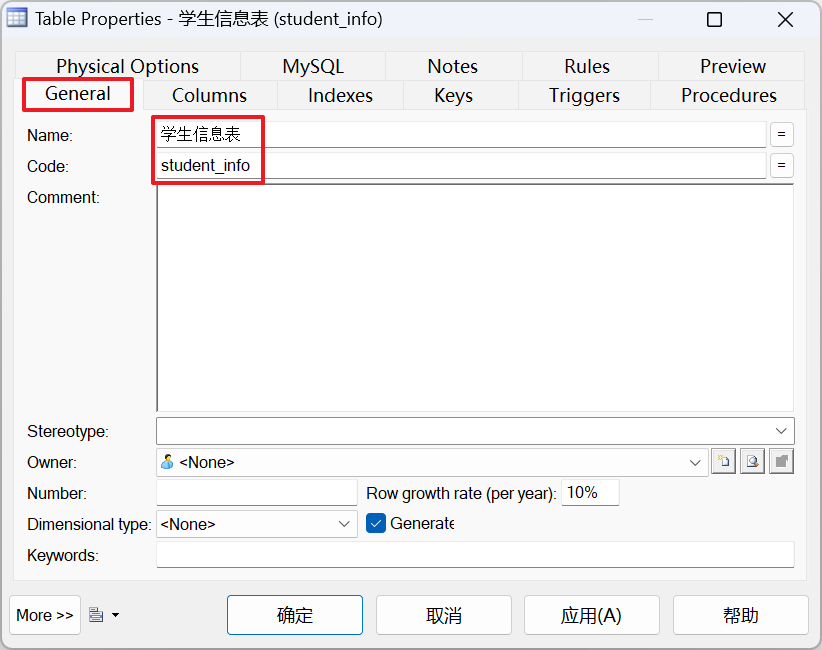 Table Properties - 学生信息表 (student_info)
Physical Options MySQL Notes Rules Preview
General Columns Indexes Keys Triggers Procedures
Name: 学生信息表 =
Code: student_info =
Comment:
Stereotype:
Owner: <None>
Number: Row growth rate (per year): 10%
Dimensional type: <None> Generate
Keywords:
More >> 确定 取消 应用(A) 帮助